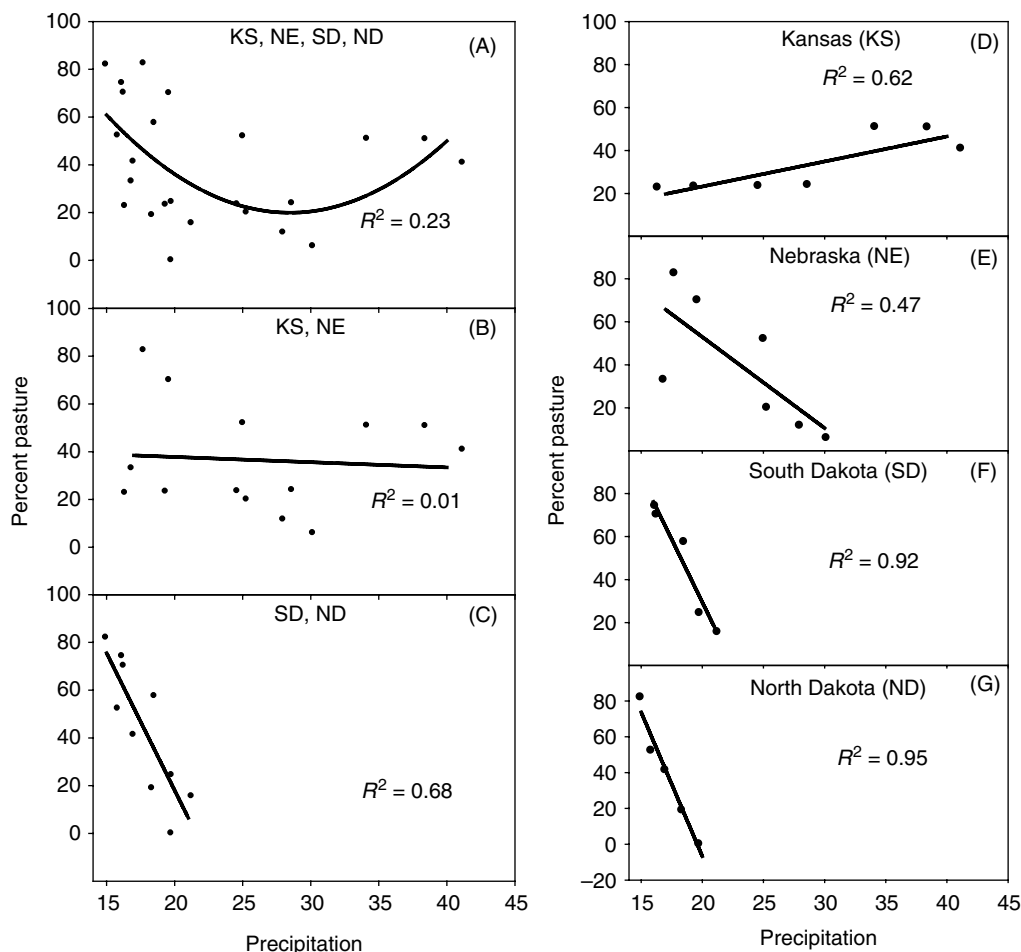 100
KS, NE, SD, ND
(A)
80
60
40
20
0
R² = 0.23
100
KS, NE
(B)
80
60
40
20
0
R² = 0.01
100
SD, ND
(C)
80
60
40
20
0
R² = 0.68
15 20 25 30 35 40 45
Precipitation
Percent pasture
100
Kansas (KS)
(D)
80
60
40
20
R² = 0.62
Nebraska (NE)
(E)
80
60
40
20
R² = 0.47
South Dakota (SD)
(F)
80
60
40
20
R² = 0.92
North Dakota (ND)
(G)
80
60
40
20
0
−20
R² = 0.95
15 20 25 30 35 40 45
Precipitation
Percent pasture